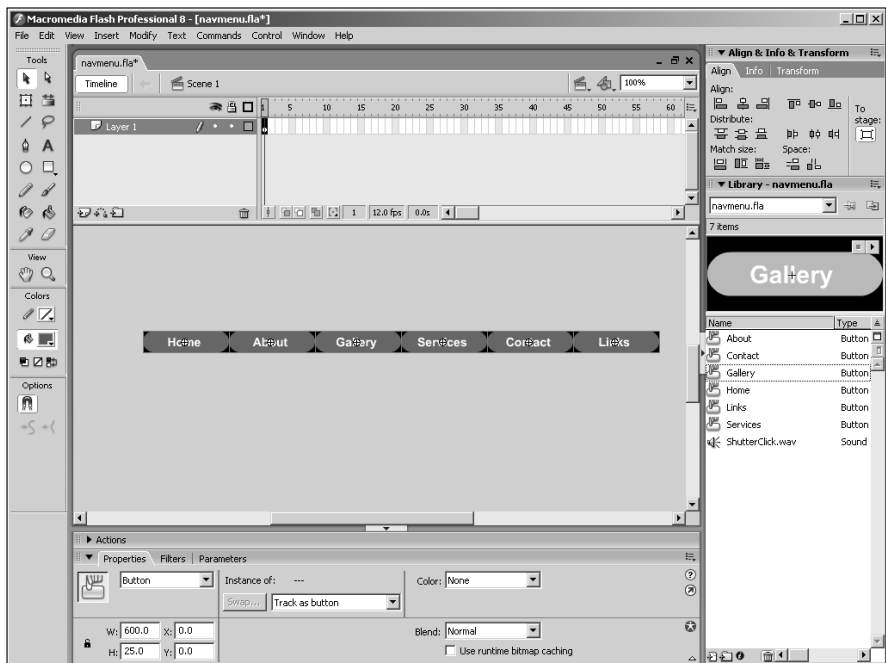 Macromedia Flash Professional 8 - [navmenu.fla*]
File Edit View Insert Modify Text Commands Control Window Help
Tools
View
Colors
Options
navmenu.fla*
Timeline Scene 1 100%
1 5 10 15 20 25 30 35 40 45 50 55 60
Layer 1
1 12.0 fps 0.0s
Home About Gallery Services Contact Links
Actions
Properties Filters Parameters
Button Instance of: --- Color: None
Swap... Track as button
W: 600.0 X: 0.0 Blend: Normal
H: 25.0 Y: 0.0 Use runtime bitmap caching
Align & Info & Transform
Align Info Transform
Align:
To
Distribute: stage:
Match size: Space:
Library - navmenu.fla
navmenu.fla
7 items
Gallery
Name Type
About Button
Contact Button
Gallery Button
Home Button
Links Button
Services Button
ShutterClick.wav Sound